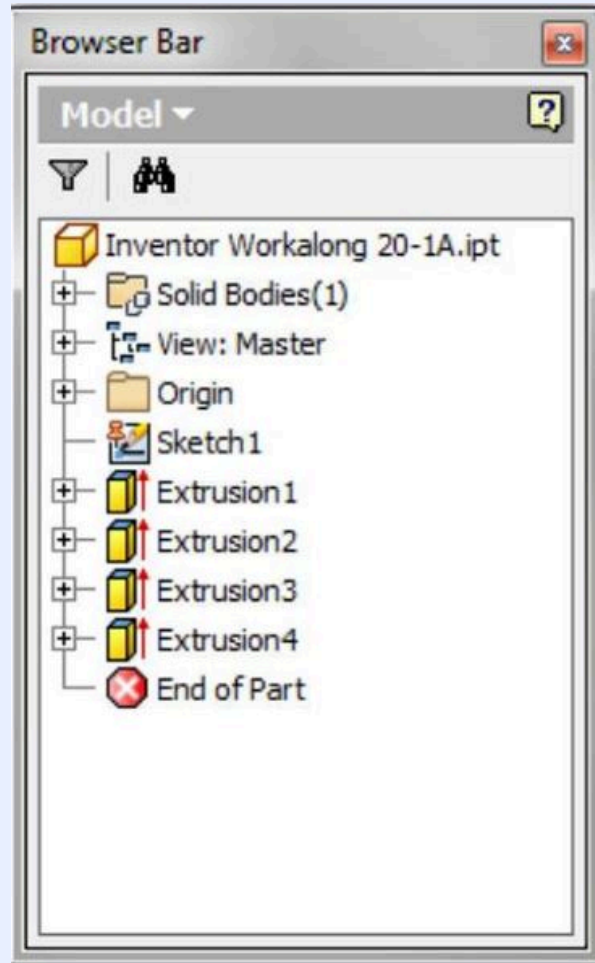 Browser Bar
Model
Inventor Workalong 20-1A.ipt
Solid Bodies(1)
View: Master
Origin
Sketch1
Extrusion1
Extrusion2
Extrusion3
Extrusion4
End of Part